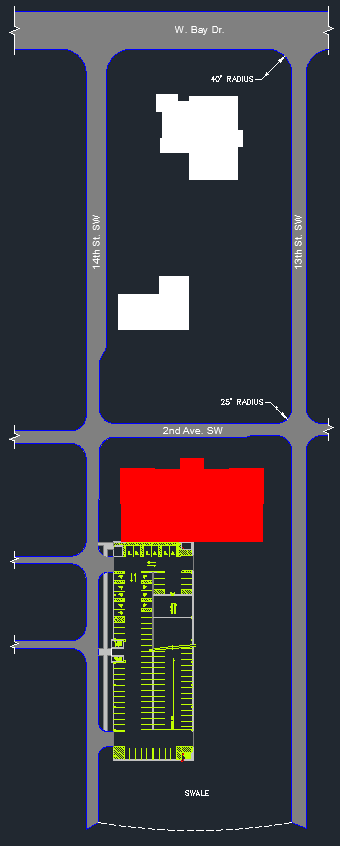 W. Bay Dr.
40' RADIUS
14th St. SW
13th St. SW
25' RADIUS
2nd Ave. SW
SWALE